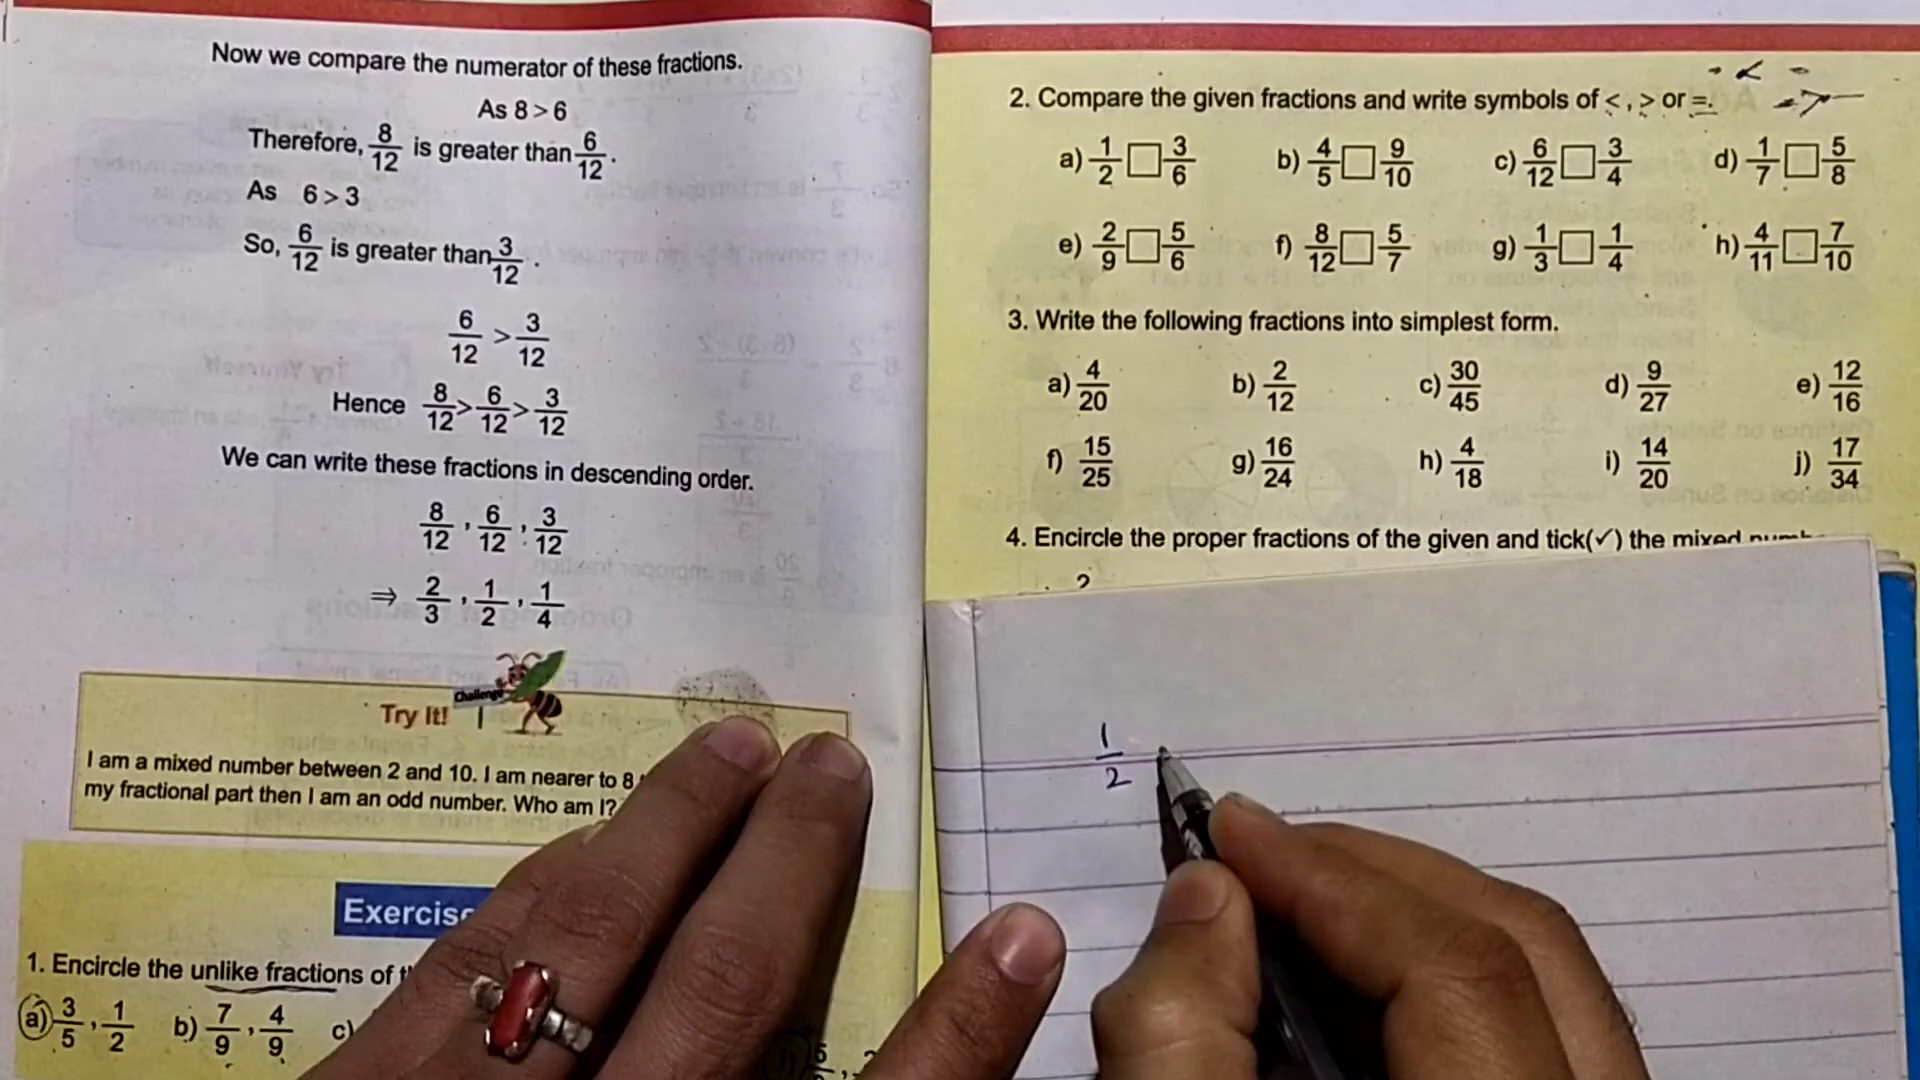 Now we compare the numerator of these fractions.
As 8 > 6
Therefore, 8/12 is greater than 6/12 .
As 6 > 3
So, 6/12 is greater than 3/12 .
6/12 > 3/12
Hence 8/12 > 6/12 > 3/12
We can write these fractions in descending order.
8/12 , 6/12 , 3/12
⇒ 2/3 , 1/2 , 1/4
Challenge
Try It!
I am a mixed number between 2 and 10. I am nearer to 8
my fractional part then I am an odd number. Who am I?
Exercise
1. Encircle the unlike fractions of
a) 3/5 , 1/2 b) 7/9 , 4/9 c)
2. Compare the given fractions and write symbols of < , > or =.
a) 1/2 □ 3/6 b) 4/5 □ 9/10 c) 6/12 □ 3/4 d) 1/7 □ 5/8
e) 2/9 □ 5/6 f) 8/12 □ 5/7 g) 1/3 □ 1/4 h) 4/11 □ 7/10
3. Write the following fractions into simplest form.
a) 4/20 b) 2/12 c) 30/45 d) 9/27 e) 12/16
f) 15/25 g) 16/24 h) 4/18 i) 14/20 j) 17/34
4. Encircle the proper fractions of the given and tick(✓) the mixed
1/2